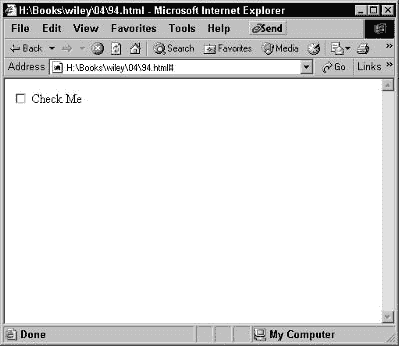 H:\Books\wiley\04\94.html - Microsoft Internet Explorer
File Edit View Favorites Tools Help Send
Back Search Favorites Media »
Address H:\Books\wiley\04\94.html# Go Links »
Check Me
Done My Computer